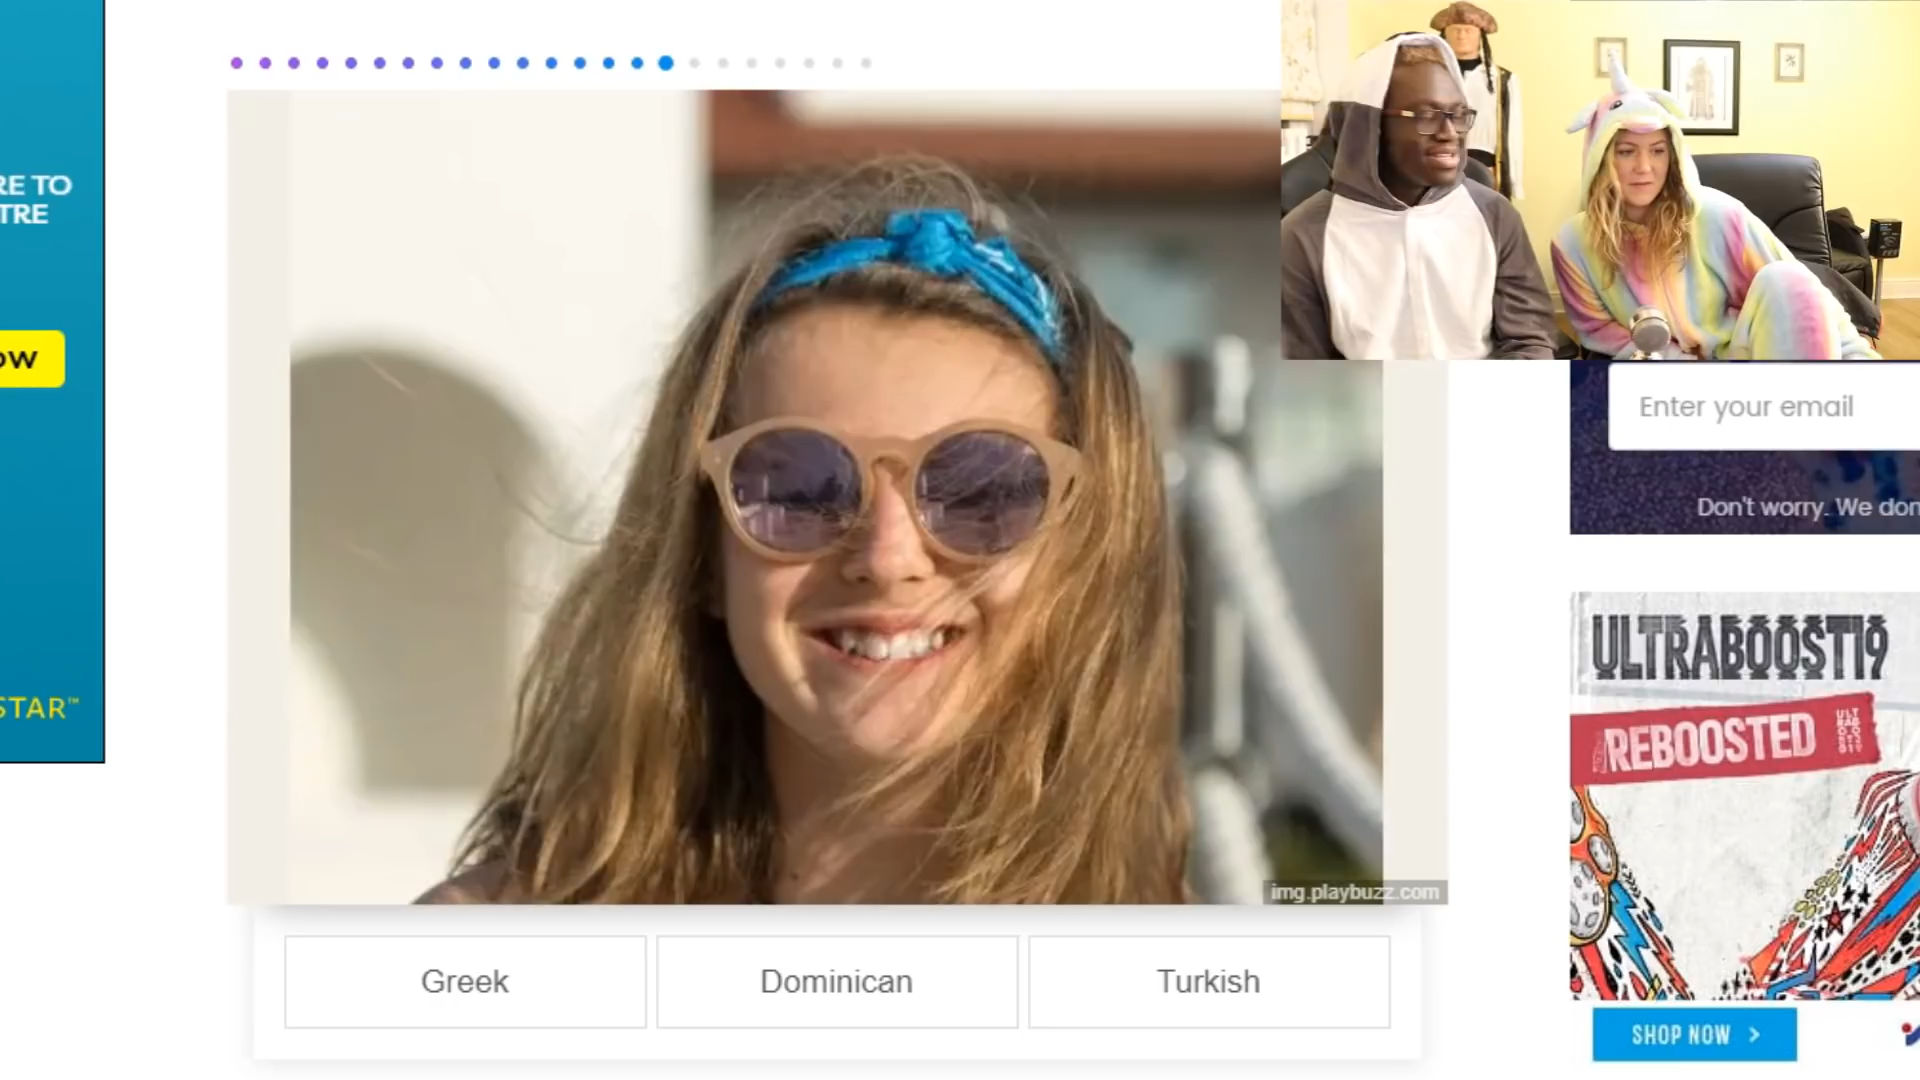 RE TO
TRE
OW
STAR™
img.playbuzz.com
Greek
Dominican
Turkish
Enter your email
Don't worry. We don
ULTRABOOST19
REBOOSTED
SHOP NOW >